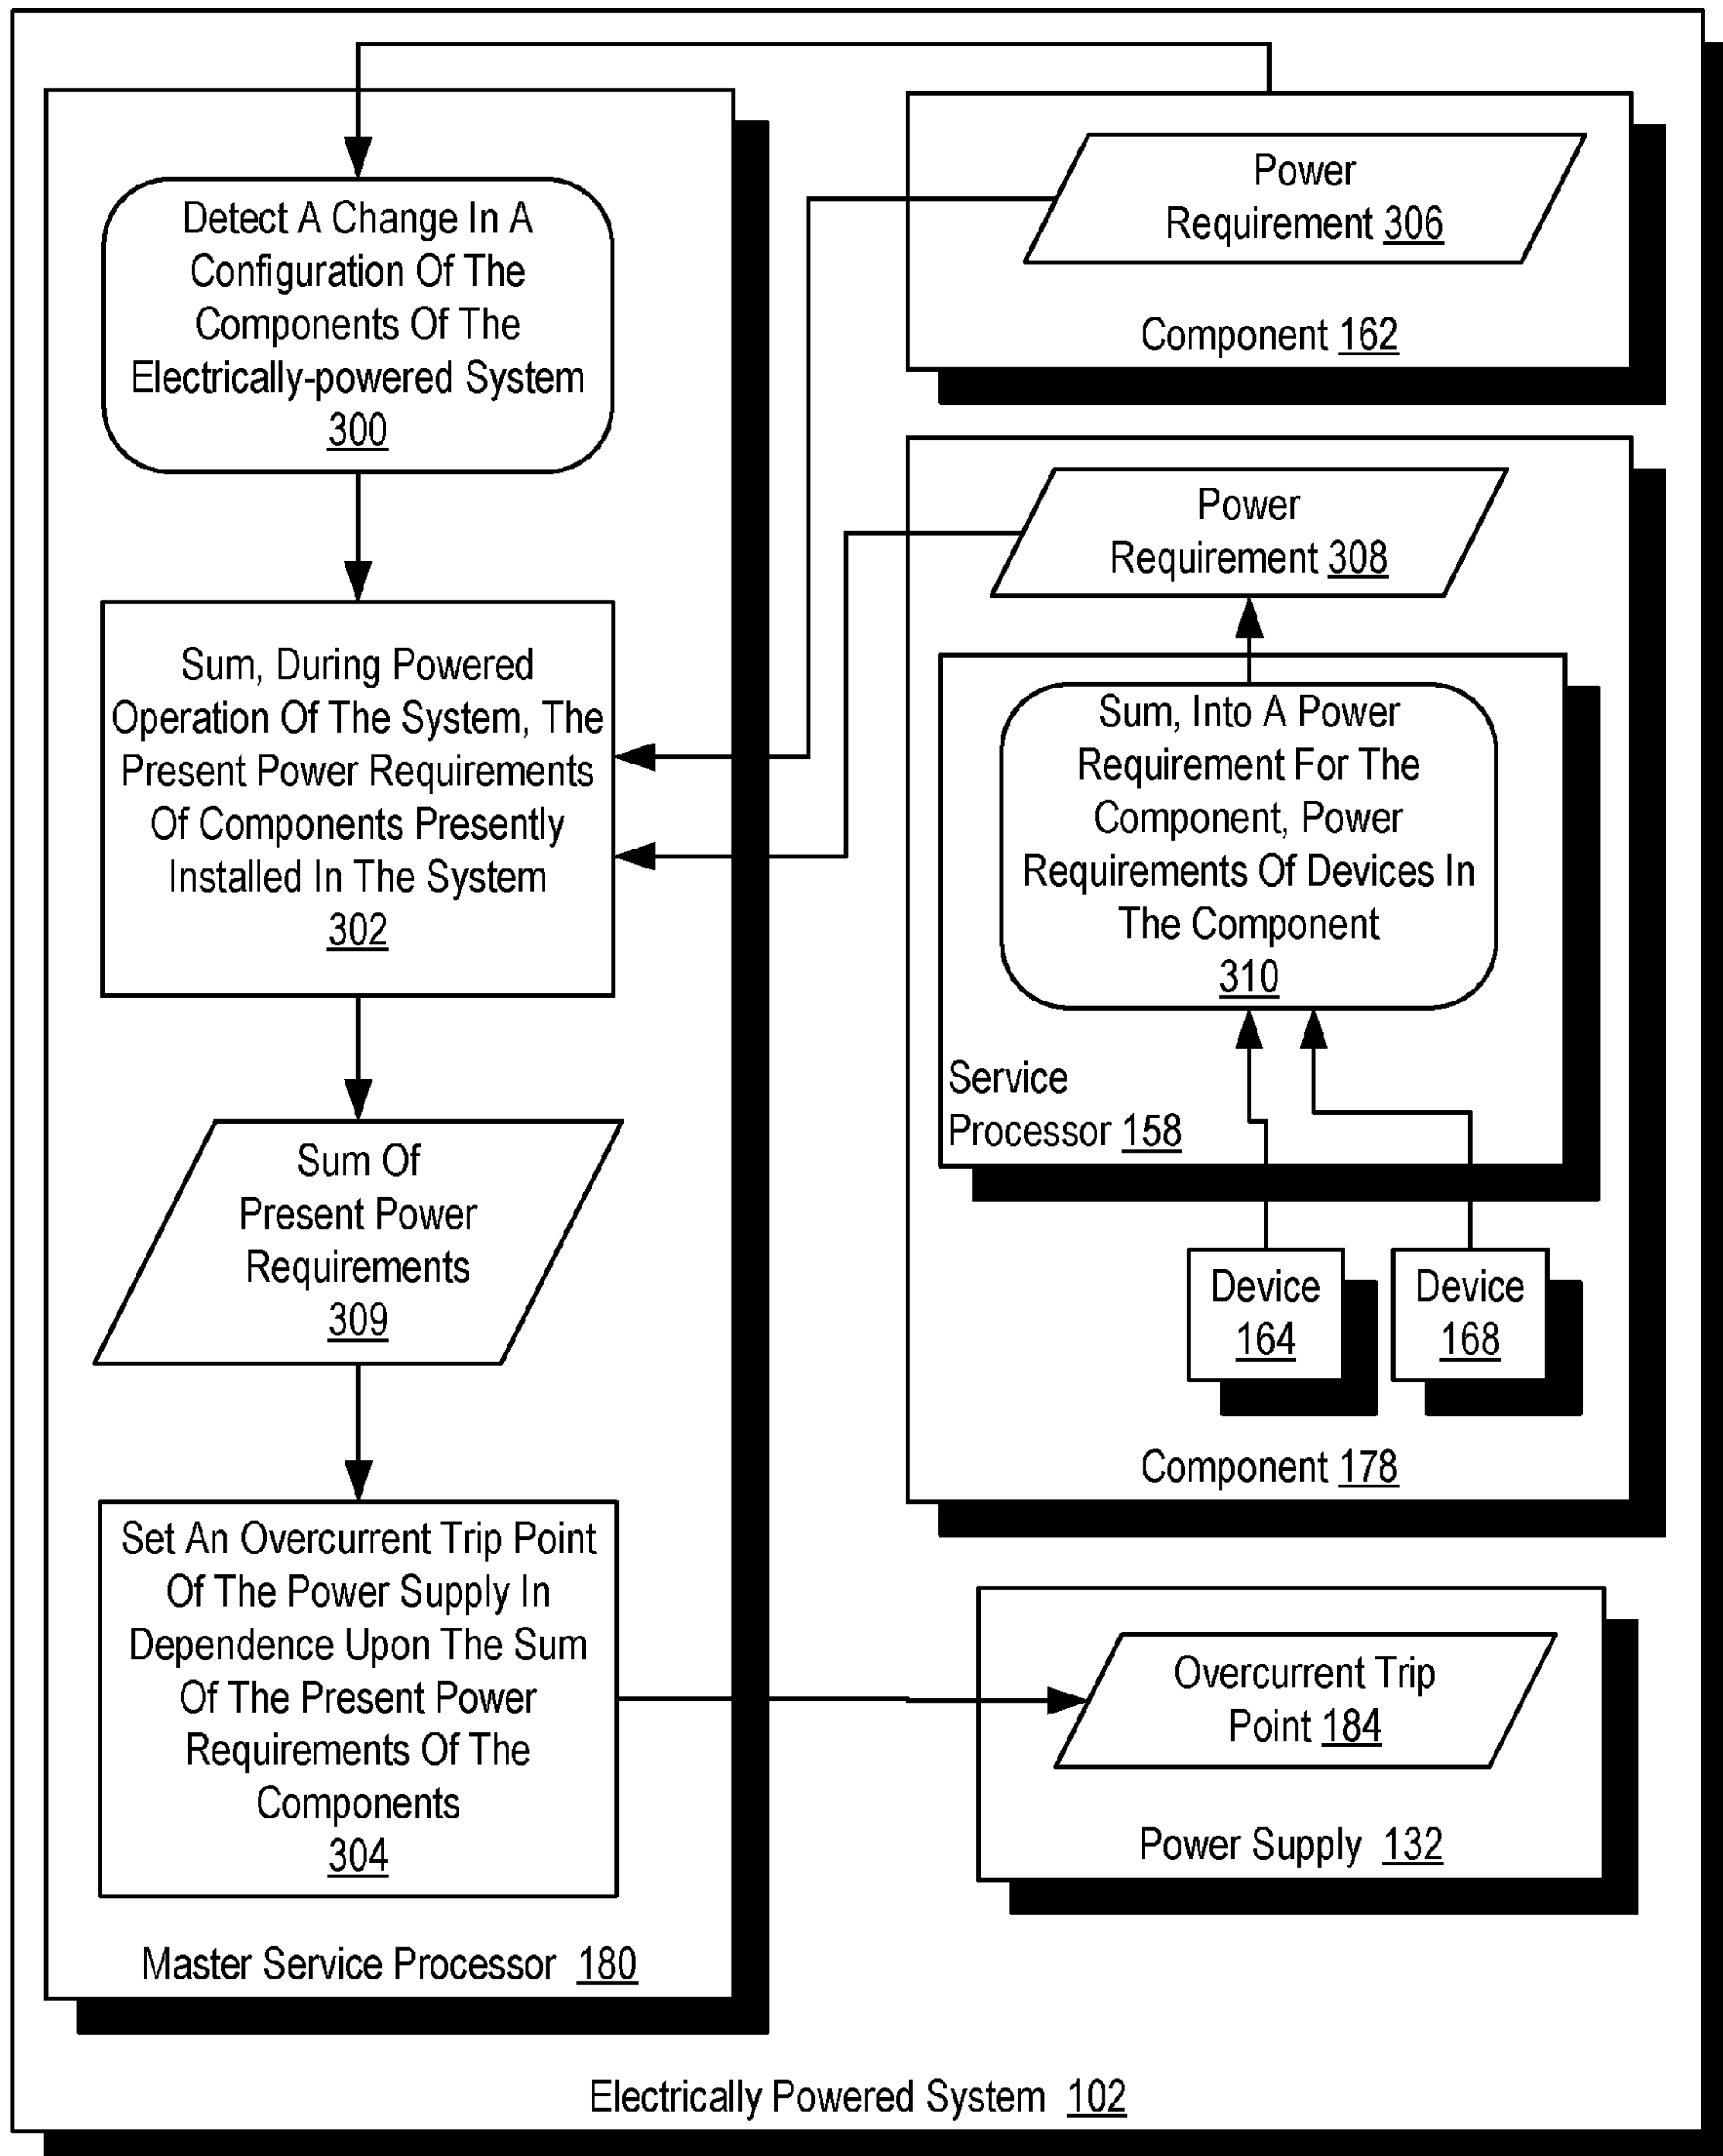 Detect A Change In A
Configuration Of The
Components Of The
Electrically-powered System
300
Sum, During Powered
Operation Of The System, The
Present Power Requirements
Of Components Presently
Installed In The System
302
Sum Of
Present Power
Requirements
309
Set An Overcurrent Trip Point
Of The Power Supply In
Dependence Upon The Sum
Of The Present Power
Requirements Of The
Components
304
Master Service Processor 180
Power
Requirement 306
Component 162
Power
Requirement 308
Sum, Into A Power
Requirement For The
Component, Power
Requirements Of Devices In
The Component
310
Service
Processor 158
Device
164
Device
168
Component 178
Overcurrent Trip
Point 184
Power Supply 132
Electrically Powered System 102